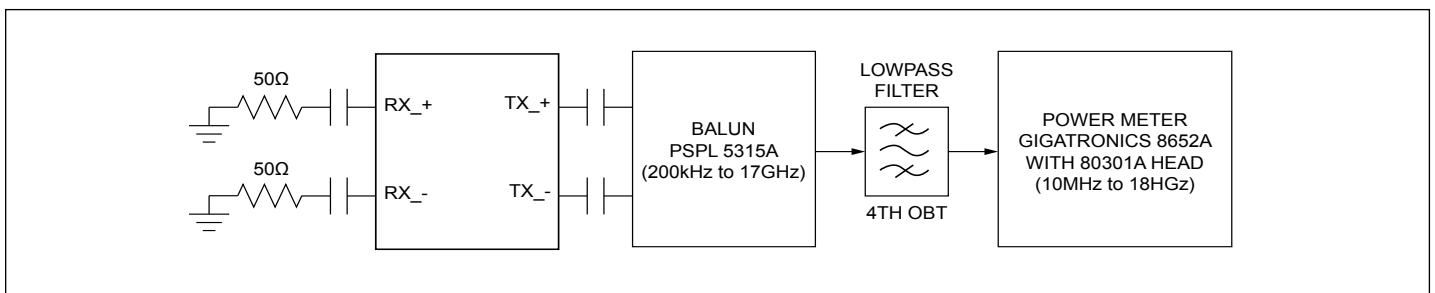 50Ω
RX_+
TX_+
50Ω
RX_-
TX_-
BALUN
PSPL 5315A
(200kHz to 17GHz)
LOWPASS
FILTER
4TH OBT
POWER METER
GIGATRONICS 8652A
WITH 80301A HEAD
(10MHz to 18HGz)